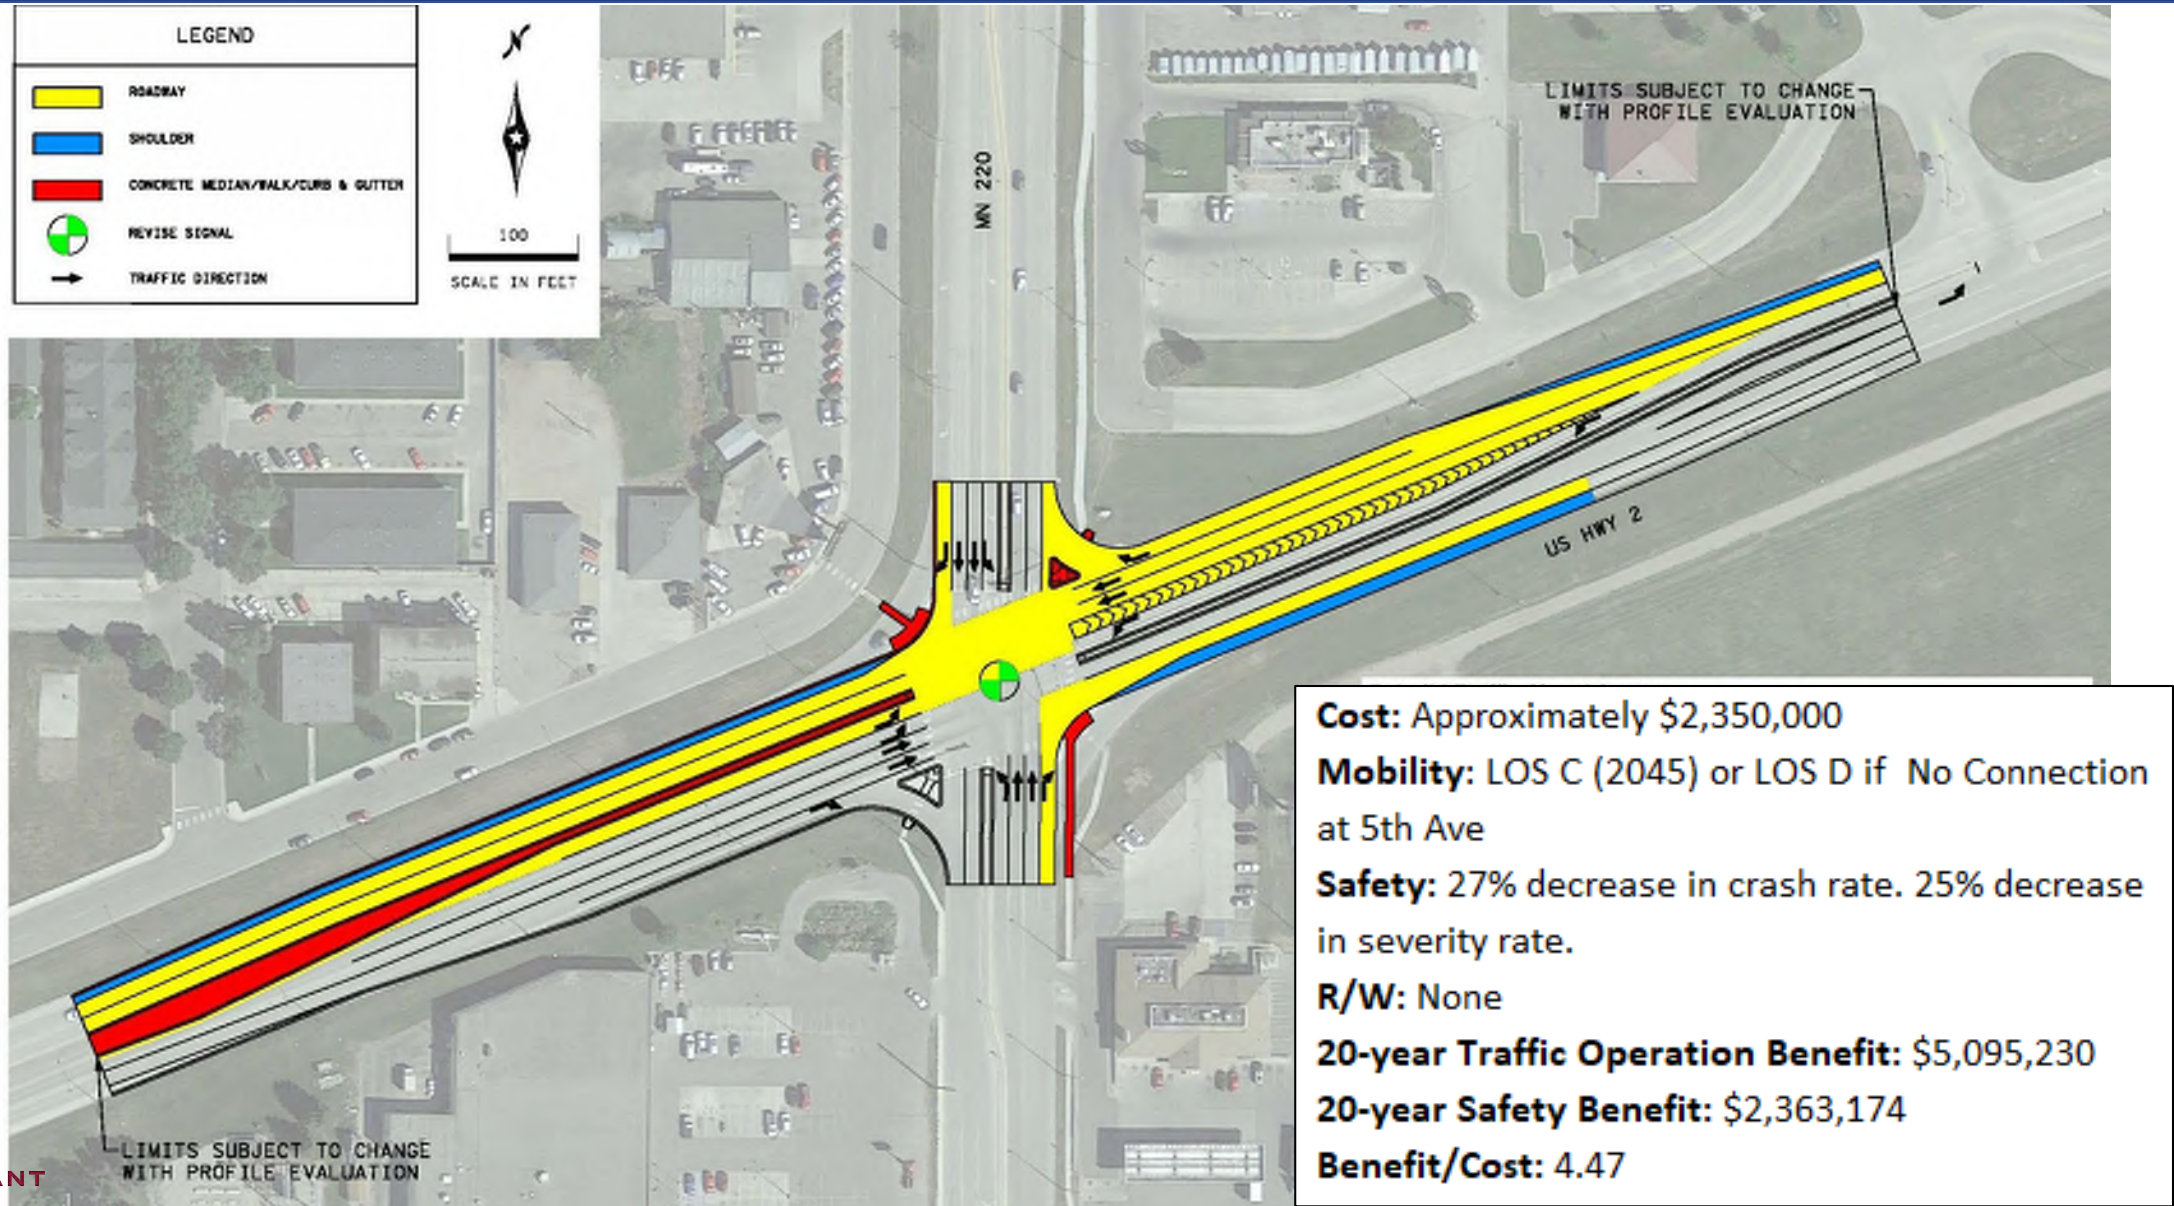 LEGEND
ROADWAY
SHOULDER
CONCRETE MEDIAN/WALK/CURB & GUTTER
REVISE SIGNAL
TRAFFIC DIRECTION
N
100
SCALE IN FEET
MN 220
LIMITS SUBJECT TO CHANGE
WITH PROFILE EVALUATION
US HWY 2
LIMITS SUBJECT TO CHANGE
WITH PROFILE EVALUATION
ANT
Cost: Approximately $2,350,000
Mobility: LOS C (2045) or LOS D if No Connection
at 5th Ave
Safety: 27% decrease in crash rate. 25% decrease
in severity rate.
R/W: None
20-year Traffic Operation Benefit: $5,095,230
20-year Safety Benefit: $2,363,174
Benefit/Cost: 4.47